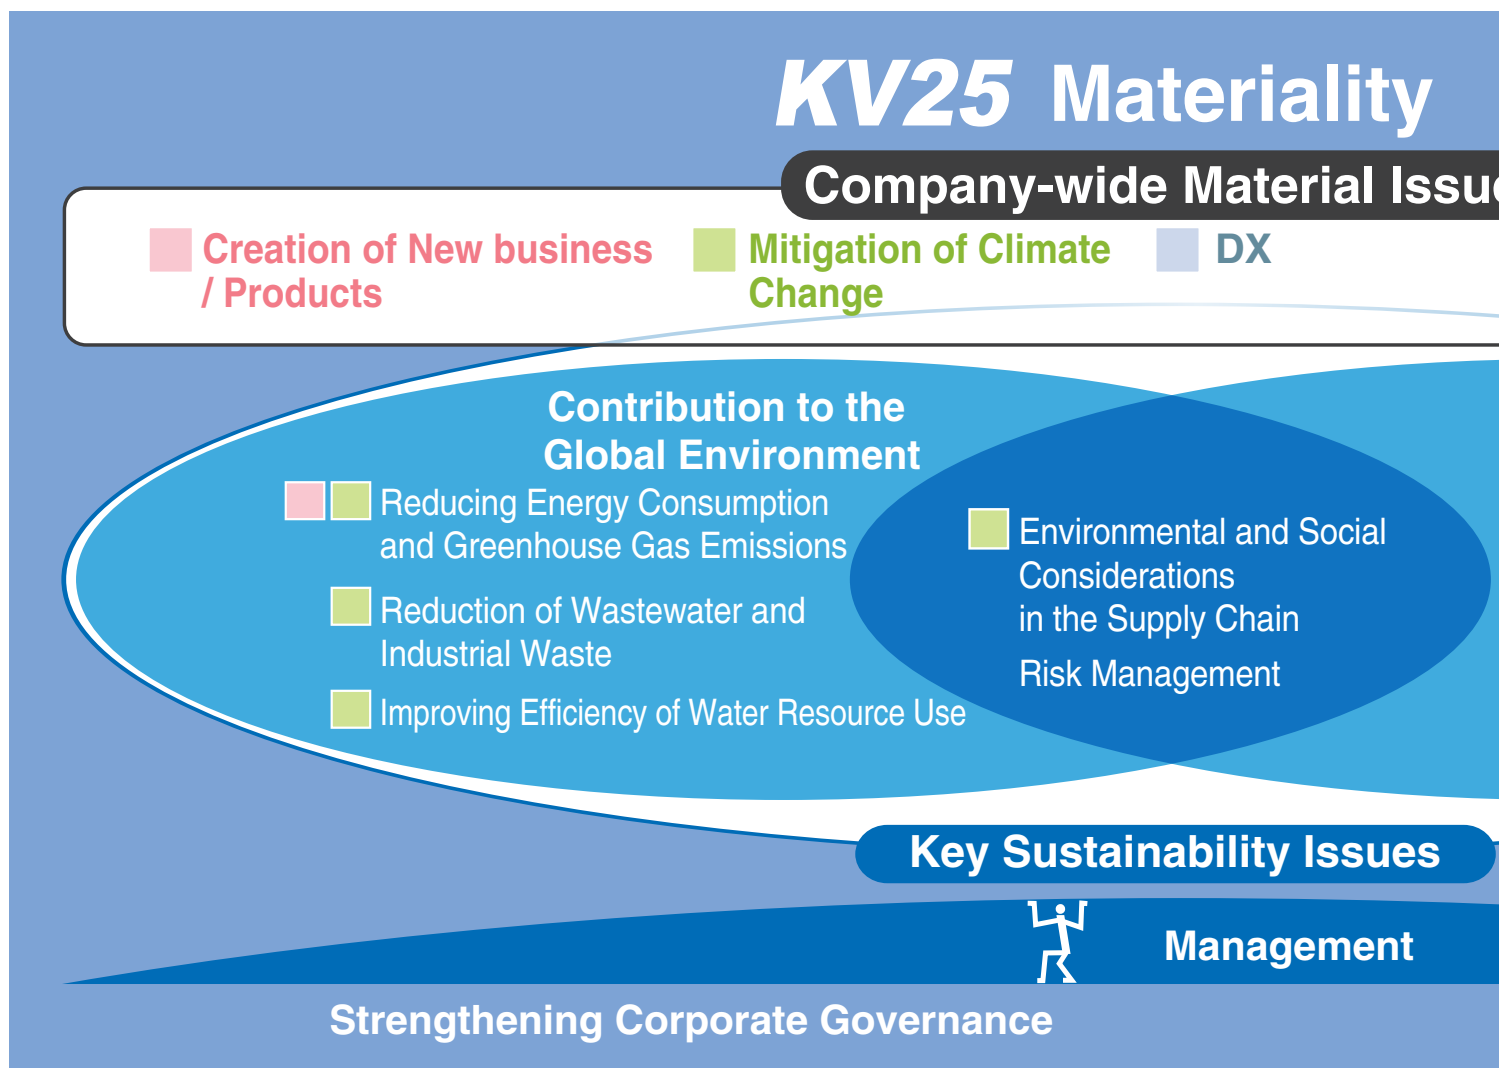 KV25 Materiality
Company-wide Material
Creation of New business
/ Products
Mitigation of Climate
Change
DX
Contribution to the
Global Environment
Reducing Energy Consumption
and Greenhouse Gas Emissions
Reduction of Wastewater and
Industrial Waste
Improving Efficiency of Water Resource Use
Environmental and Social
Considerations
in the Supply Chain
Risk Management
Key Sustainability Issues
Management
Strengthening Corporate Governance